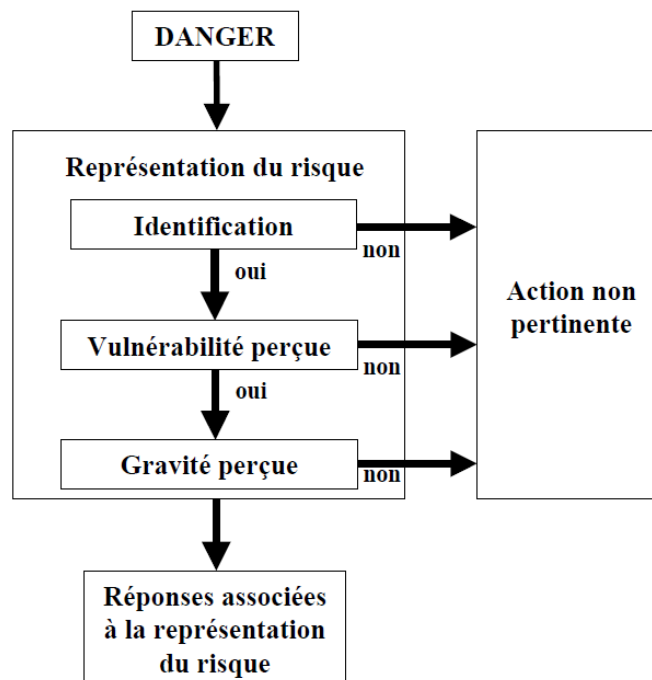 DANGER
Représentation du risque
Identification
non
oui
Action non
pertinente
Vulnérabilité perçue
non
oui
Gravité perçue
non
Réponses associées
à la représentation
du risque